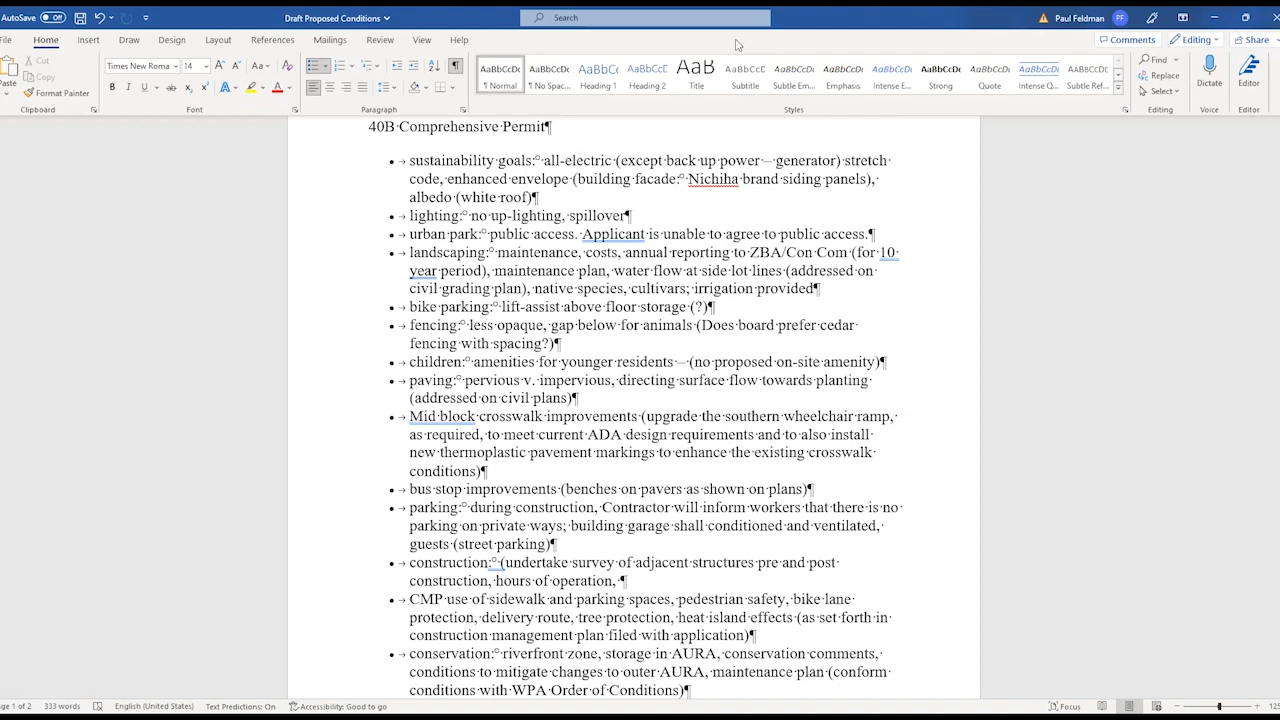 AutoSave Off Draft Proposed Conditions Search Paul Feldman PF
File Home Insert Draw Design Layout References Mailings Review View Help Comments Editing Share
Cut
Copy
Format Painter
Clipboard
Times New Roma 14
Font
Paragraph
AaBbCcDc AaBbCcDc AaBbCc AaBbCcD AaB AaBbCcD AaBbCcDc AaBbCcDc AaBbCcDc AaBbCcDc AaBbCcDc AaBbCcDc AaBbCcDc
¶ Normal ¶ No Spac... Heading 1 Heading 2 Title Subtitle Subtle Em... Emphasis Intense E... Strong Quote Intense Q... Subtle Ref...
Styles
Find
Replace
Select
Editing
Dictate
Voice
Editor
Editor
40B Comprehensive Permit¶
• sustainability goals: all-electric (except back up power – generator) stretch
code, enhanced envelope (building facade: Nichiha brand siding panels),
albedo (white roof)¶
• lighting: no up-lighting, spillover¶
• urban park: public access. Applicant is unable to agree to public access.¶
• landscaping: maintenance, costs, annual reporting to ZBA/Con Com (for 10
year period), maintenance plan, water flow at side lot lines (addressed on
civil grading plan), native species, cultivars; irrigation provided¶
• bike parking: lift-assist above floor storage (?)¶
• fencing: less opaque, gap below for animals (Does board prefer cedar
fencing with spacing?)¶
• children: amenities for younger residents – (no proposed on-site amenity)¶
• paving: pervious v. impervious, directing surface flow towards planting
(addressed on civil plans)¶
• Mid block crosswalk improvements (upgrade the southern wheelchair ramp,
as required, to meet current ADA design requirements and to also install
new thermoplastic pavement markings to enhance the existing crosswalk
conditions)¶
• bus stop improvements (benches on pavers as shown on plans)¶
• parking: during construction, Contractor will inform workers that there is no
parking on private ways; building garage shall conditioned and ventilated,
guests (street parking)¶
• construction: (undertake survey of adjacent structures pre and post
construction, hours of operation, ¶
• CMP use of sidewalk and parking spaces, pedestrian safety, bike lane
protection, delivery route, tree protection, heat island effects (as set forth in
construction management plan filed with application)¶
• conservation: riverfront zone, storage in AURA, conservation comments,
conditions to mitigate changes to outer AURA, maintenance plan (conform
conditions with WPA Order of Conditions)¶
Page 1 of 2 333 words English (United States) Text Predictions: On Accessibility: Good to go Focus